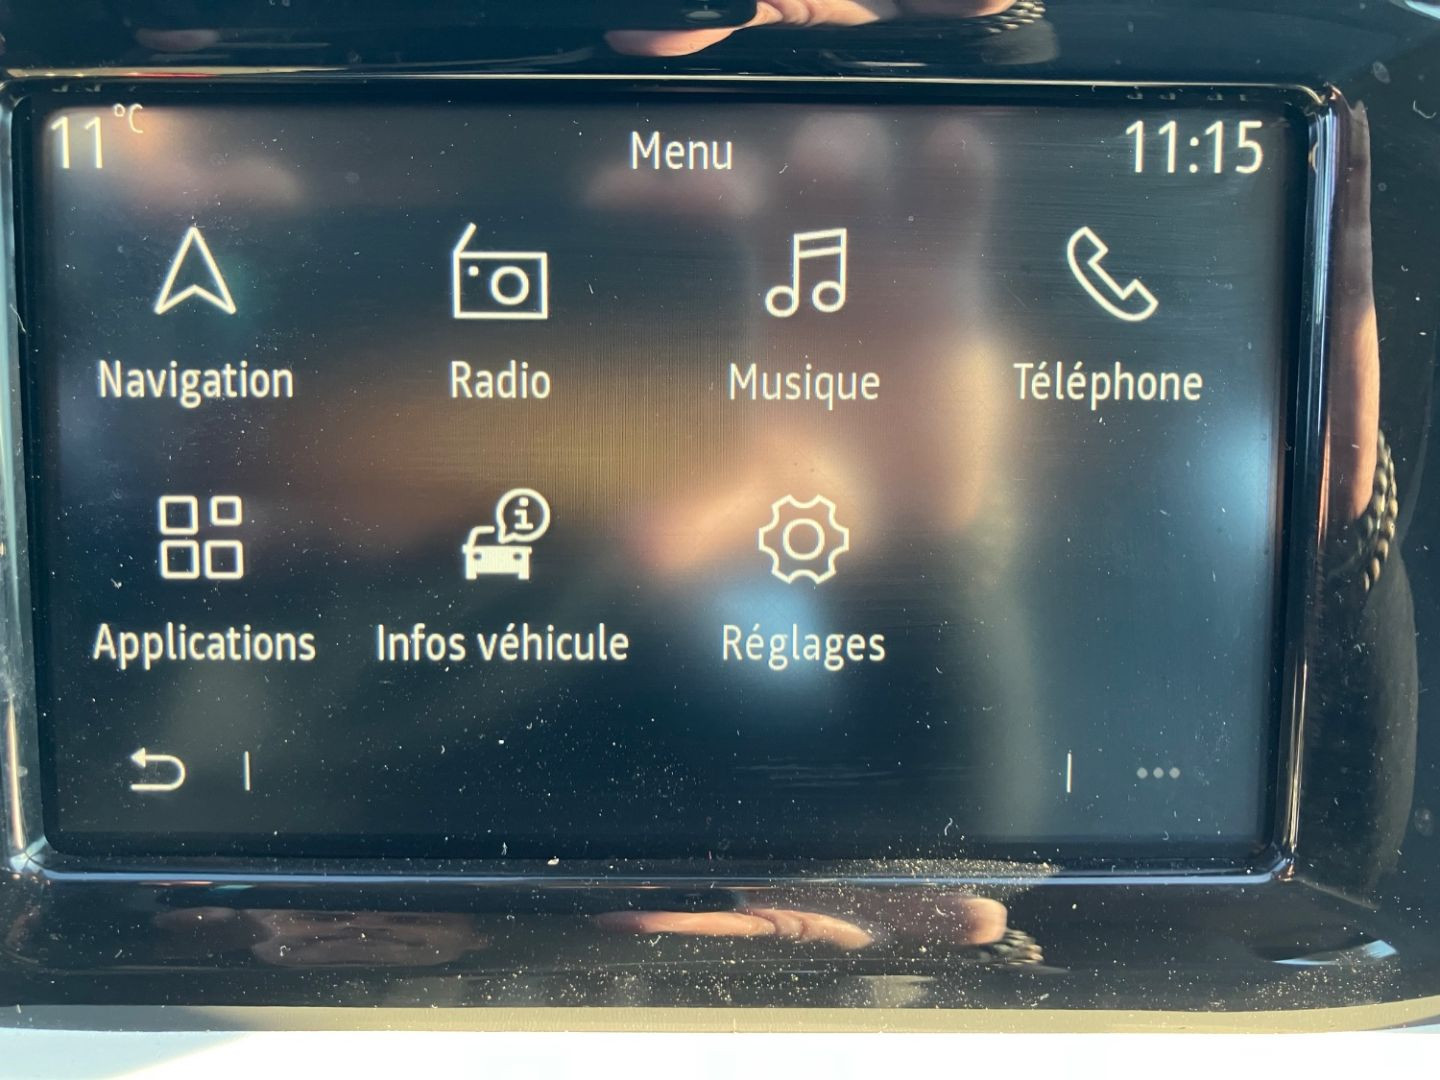 11 °C Menu 11:15
Navigation Radio Musique Téléphone
i
Applications Infos véhicule Réglages